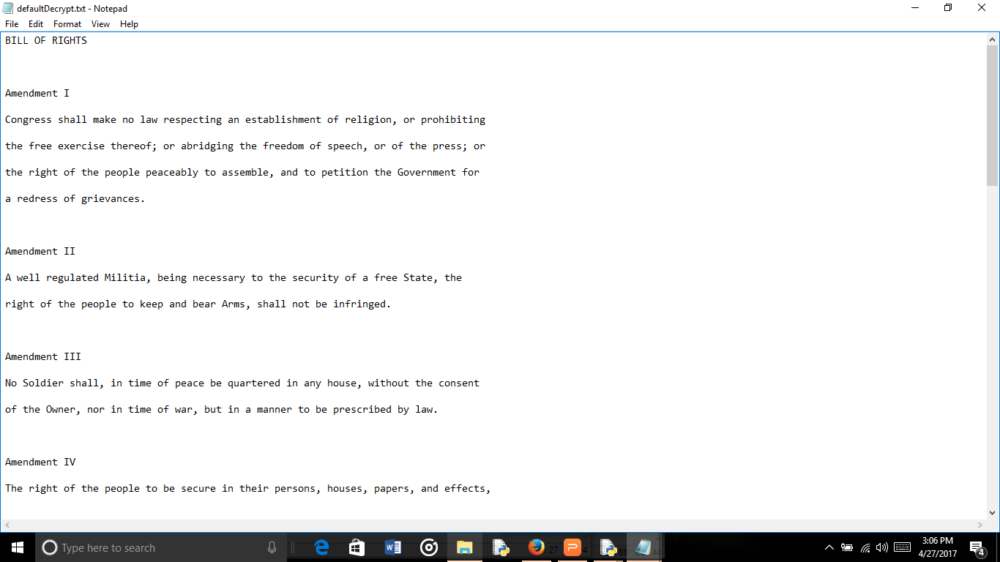 defaultDecrypt.txt - Notepad
File Edit Format View Help
BILL OF RIGHTS
Amendment I
Congress shall make no law respecting an establishment of religion, or prohibiting
the free exercise thereof; or abridging the freedom of speech, or of the press; or
the right of the people peaceably to assemble, and to petition the Government for
a redress of grievances.
Amendment II
A well regulated Militia, being necessary to the security of a free State, the
right of the people to keep and bear Arms, shall not be infringed.
Amendment III
No Soldier shall, in time of peace be quartered in any house, without the consent
of the Owner, nor in time of war, but in a manner to be prescribed by law.
Amendment IV
The right of the people to be secure in their persons, houses, papers, and effects,
Type here to search
3:06 PM
4/27/2017
4